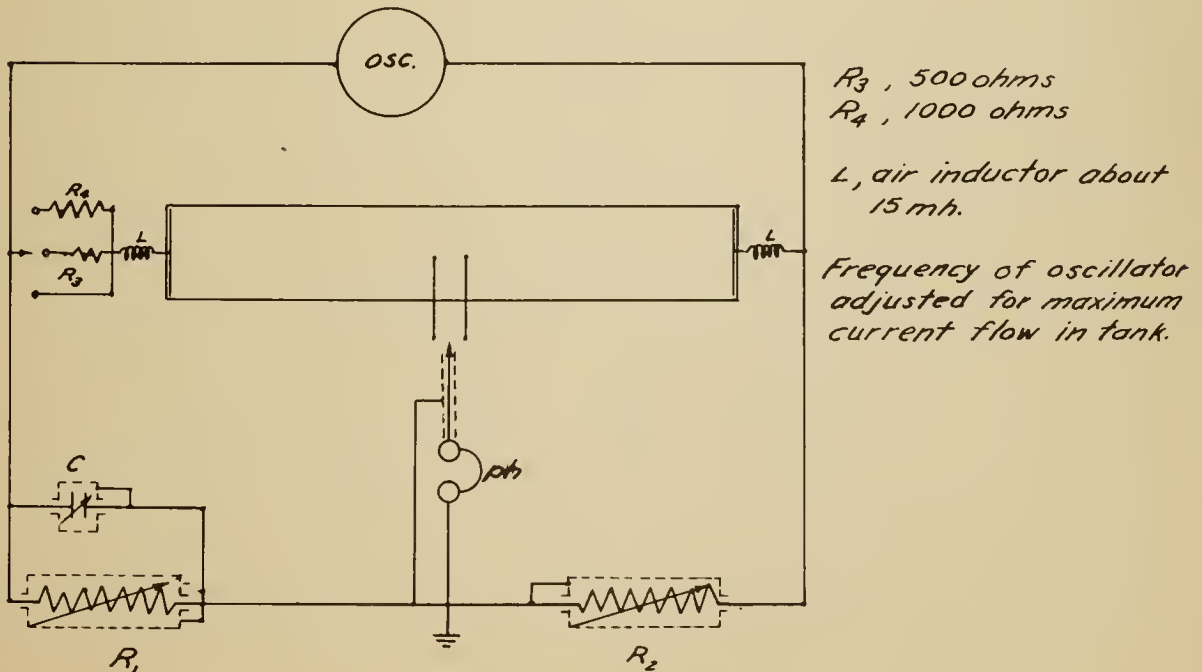 OSC.
R3 , 500 ohms
R4 , 1000 ohms
L, air inductor about
15 mh.
Frequency of oscillator
adjusted for maximum
current flow in tank.
R4
L
R3
L
ph
C
R1
R2